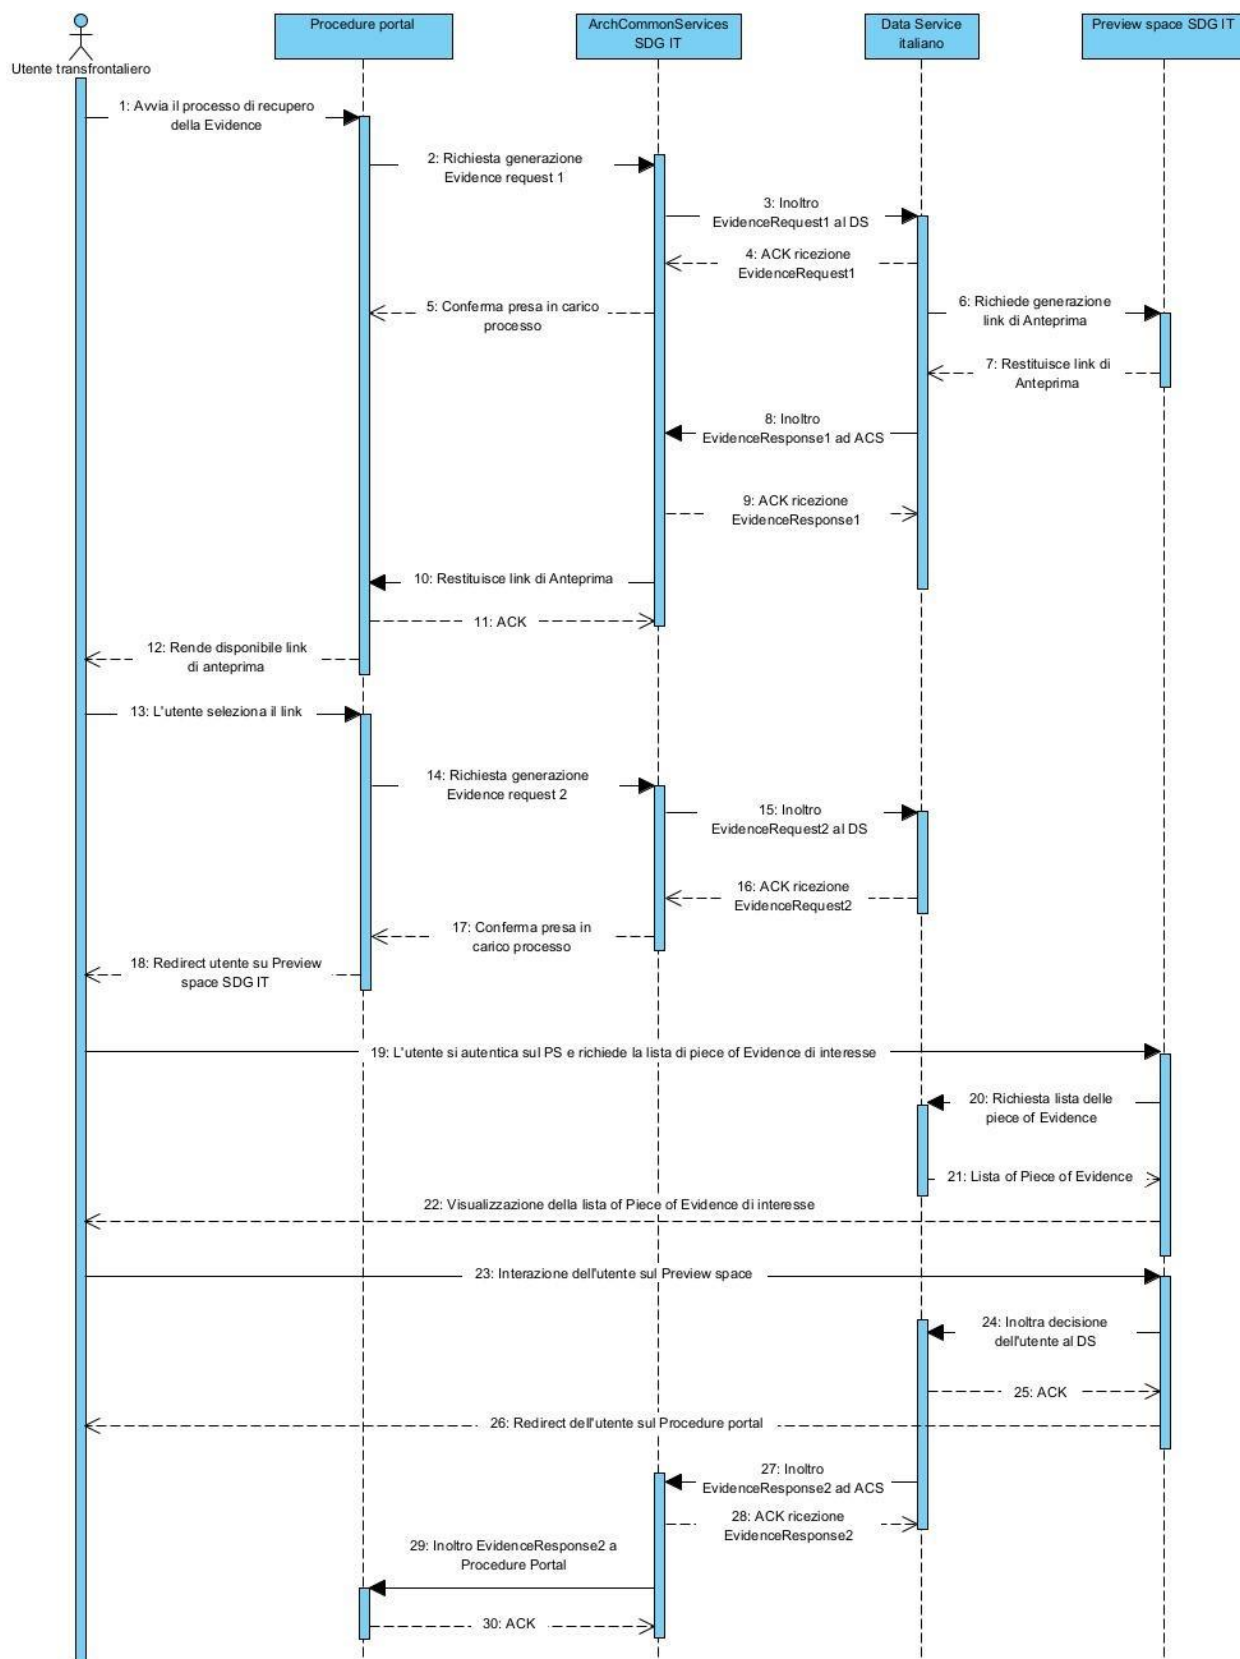 Procedure portal
ArchCommonServices
SDG IT
Data Service
italiano
Preview space SDG IT
Utente transfrontaliero
1: Avvia il processo di recupero
della Evidence
2: Richiesta generazione
Evidence request 1
3: Inoltro
EvidenceRequest1 al DS
4: ACK ricezione
EvidenceRequest1
5: Conferma presa in carico
processo
6: Richiede generazione
link di Anteprima
7: Restituisce link di
Anteprima
8: Inoltro
EvidenceResponse1 ad ACS
9: ACK ricezione
EvidenceResponse1
10: Restituisce link di Anteprima
11: ACK
12: Rende disponibile link
di anteprima
13: L'utente seleziona il link
14: Richiesta generazione
Evidence request 2
15: Inoltro
EvidenceRequest2 al DS
16: ACK ricezione
EvidenceRequest2
17: Conferma presa in
carico processo
18: Redirect utente su Preview
space SDG IT
19: L'utente si autentica sul PS e richiede la lista di piece of Evidence di interesse
20: Richiesta lista delle
piece of Evidence
21: Lista of Piece of Evidence
22: Visualizzazione della lista of Piece of Evidence di interesse
23: Interazione dell'utente sul Preview space
24: Inoltra decisione
dell'utente al DS
25: ACK
26: Redirect dell'utente sul Procedure portal
27: Inoltro
EvidenceResponse2 ad ACS
28: ACK ricezione
EvidenceResponse2
29: Inoltro EvidenceResponse2 a
Procedure Portal
30: ACK